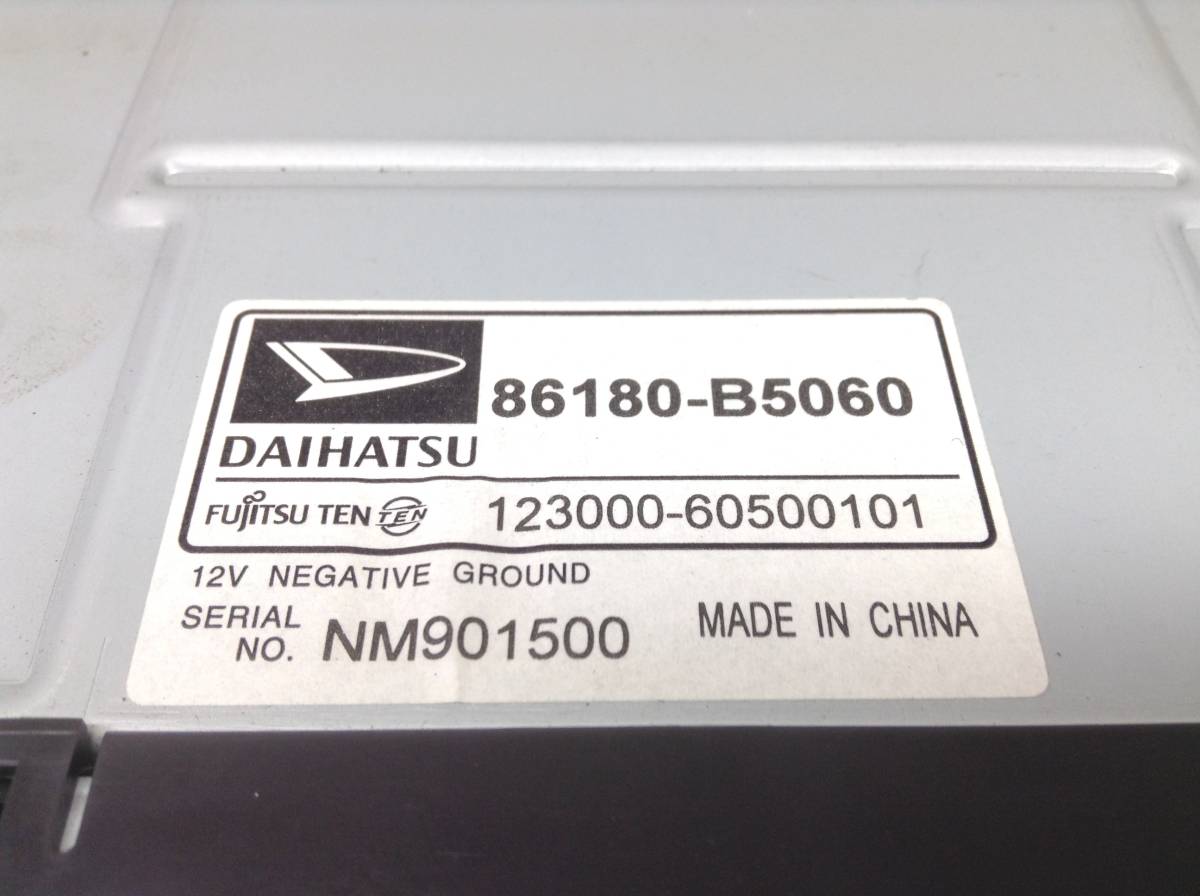 86180-B5060
DAIHATSU
FUJITSU TEN TEN 123000-60500101
12V NEGATIVE GROUND
SERIAL NO. NM901500
MADE IN CHINA